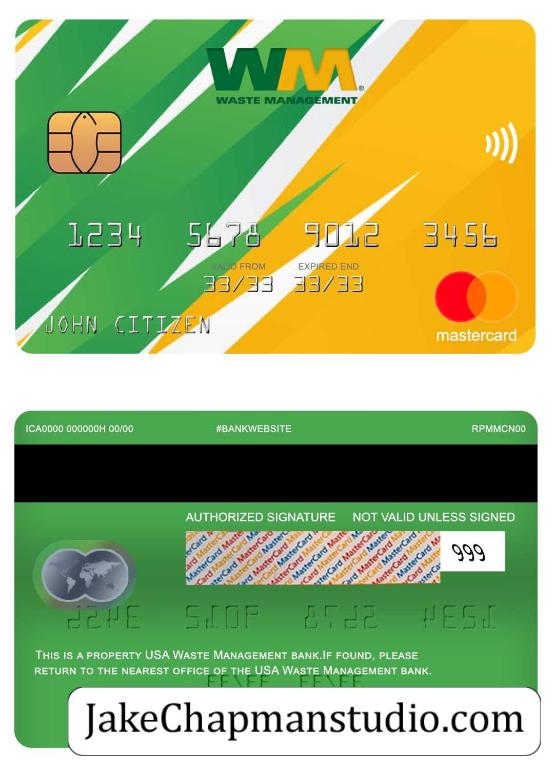 WM®
WASTE MANAGEMENT
1234 5678 9012 3456
VALID FROM EXPIRED END
33/33 33/33
JOHN CITIZEN
mastercard
ICA0000 000000H 00/00 #BANKWEBSITE RPMMCN00
AUTHORIZED SIGNATURE NOT VALID UNLESS SIGNED
MasterCard MasterCard MasterCard
999
THIS IS A PROPERTY USA WASTE MANAGEMENT BANK.IF FOUND, PLEASE
RETURN TO THE NEAREST OFFICE OF THE USA WASTE MANAGEMENT BANK.
JakeChapmanstudio.com